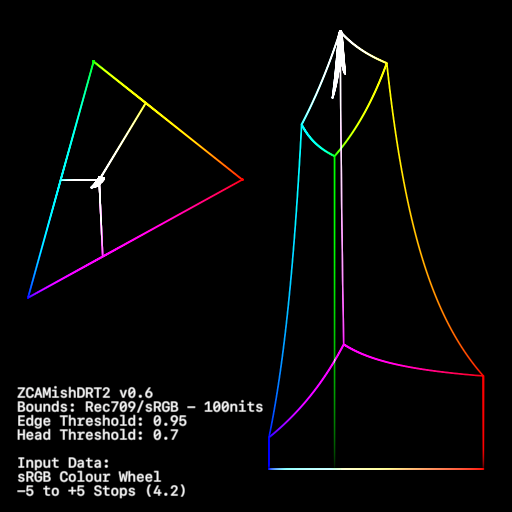 ZCAMishDRT2 v0.6
Bounds: Rec709/sRGB - 100nits
Edge Threshold: 0.95
Head Threshold: 0.7
Input Data:
sRGB Colour Wheel
-5 to +5 Stops (4.2)